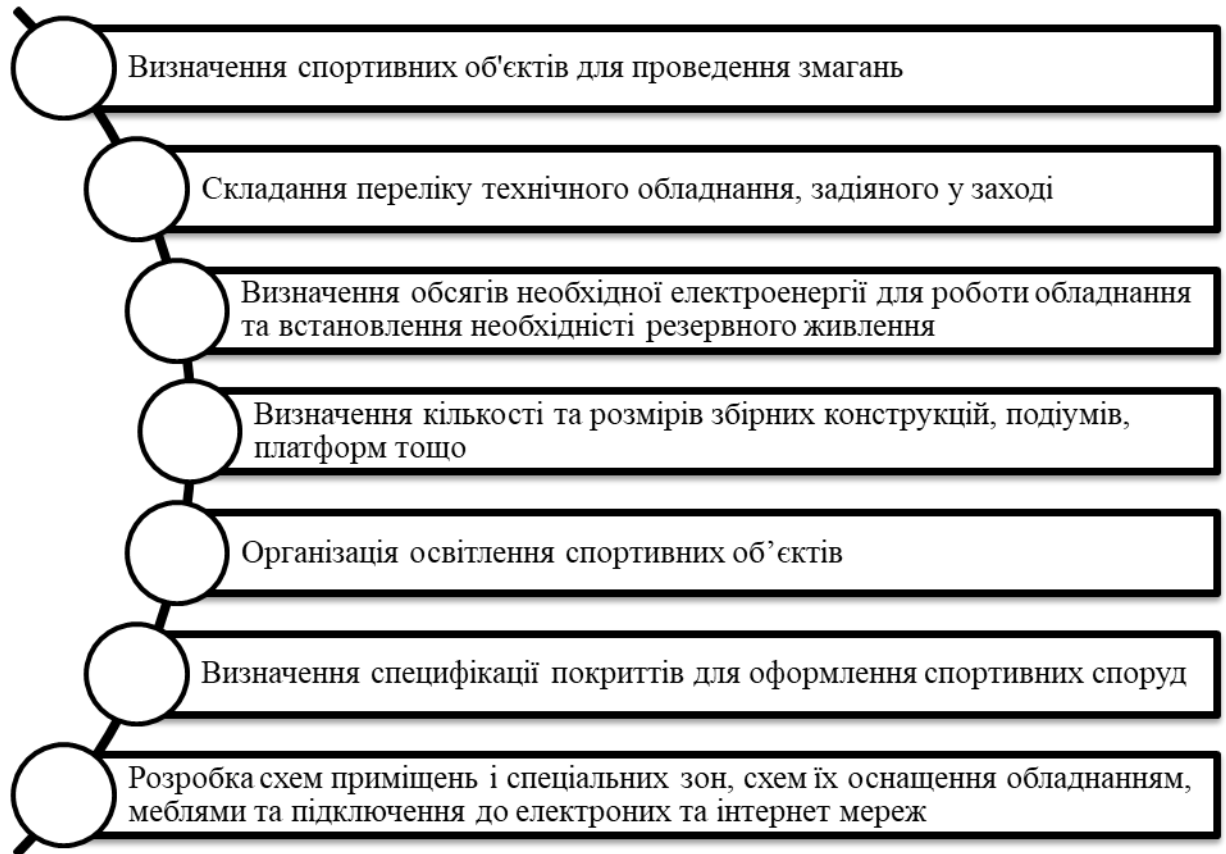 Визначення спортивних об'єктів для проведення змагань
Складання переліку технічного обладнання, задіяного у заході
Визначення обсягів необхідної електроенергії для роботи обладнання
та встановлення необхідністі резервного живлення
Визначення кількості та розмірів збірних конструкцій, подіумів,
платформ тощо
Організація освітлення спортивних об’єктів
Визначення специфікації покриттів для оформлення спортивних споруд
Розробка схем приміщень і спеціальних зон, схем їх оснащення обладнанням,
меблями та підключення до електроних та інтернет мереж